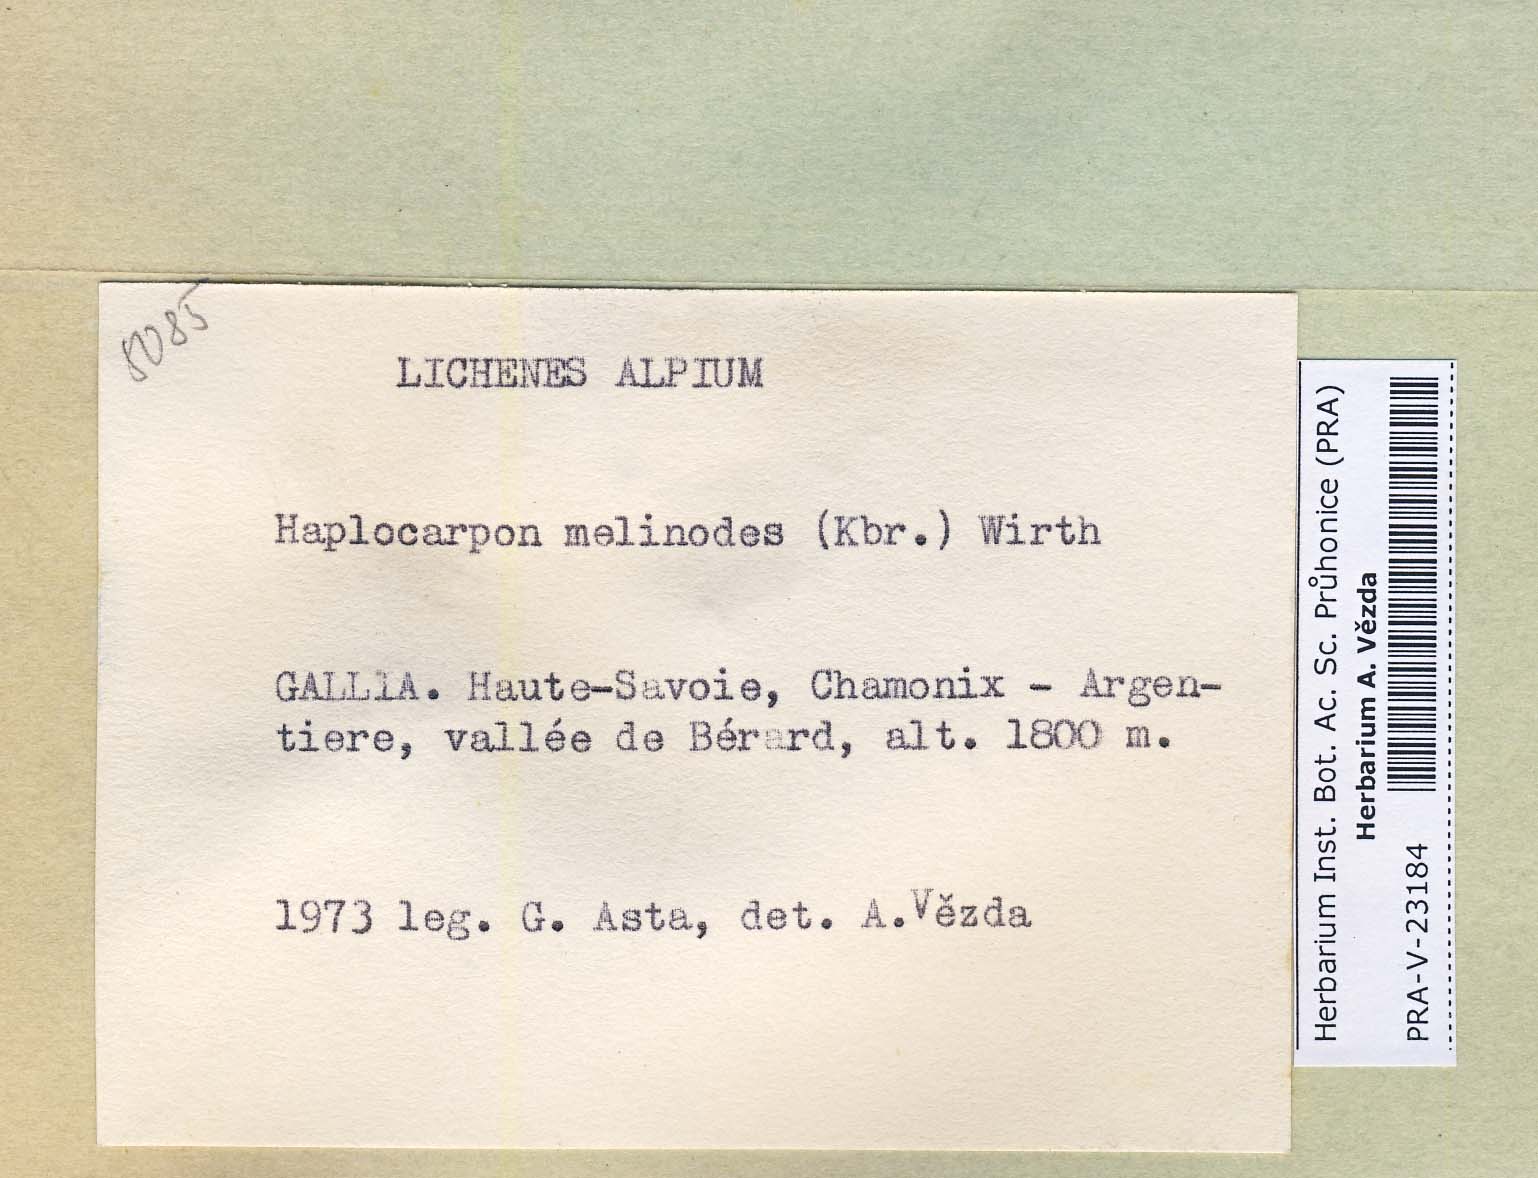 8085
LICHENES ALPIUM
Haplocarpon melinodes (Kbr.) Wirth
GALLIA. Haute-Savoie, Chamonix - Argen-
tiere, vallée de Bérard, alt. 1800 m.
1973 leg. G. Asta, det. A.Vězda
Herbarium Inst. Bot. Ac. Sc. Průhonice (PRA)
Herbarium A. Vězda
PRA-V-23184